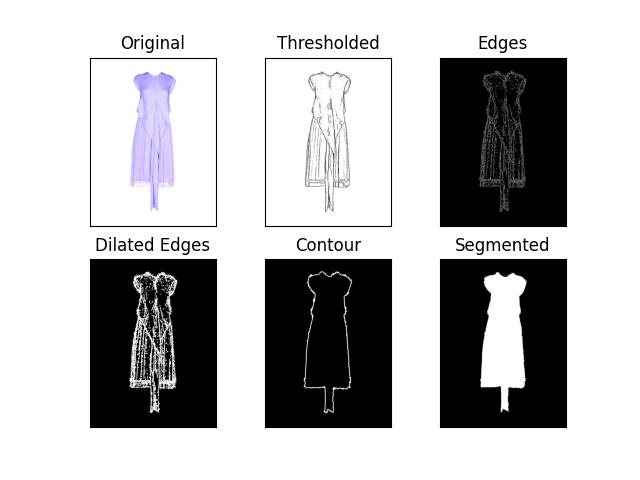 Original
Thresholded
Edges
Dilated Edges
Contour
Segmented